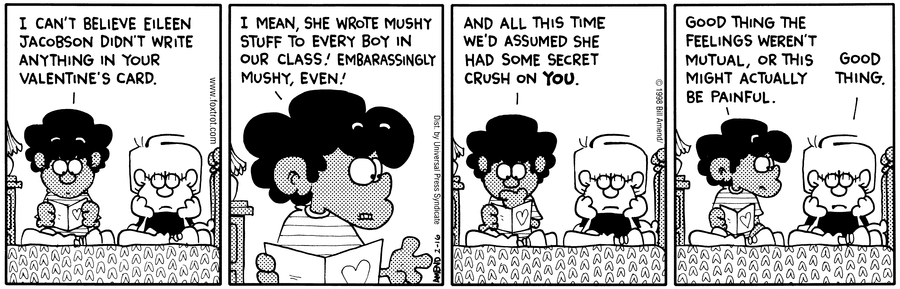 I CAN'T BELIEVE EILEEN
JACOBSON DIDN'T WRITE
ANYTHING IN YOUR
VALENTINE'S CARD.
www.foxtrot.com
I MEAN, SHE WROTE MUSHY
STUFF TO EVERY BOY IN
OUR CLASS! EMBARASSINGLY
MUSHY, EVEN!
Dist. by Universal Press Syndicate
AMEND 2-16
AND ALL THIS TIME
WE'D ASSUMED SHE
HAD SOME SECRET
CRUSH ON YOU.
© 1998 Bill Amend
GOOD THING THE
FEELINGS WEREN'T
MUTUAL, OR THIS
MIGHT ACTUALLY
BE PAINFUL.
GOOD
THING.